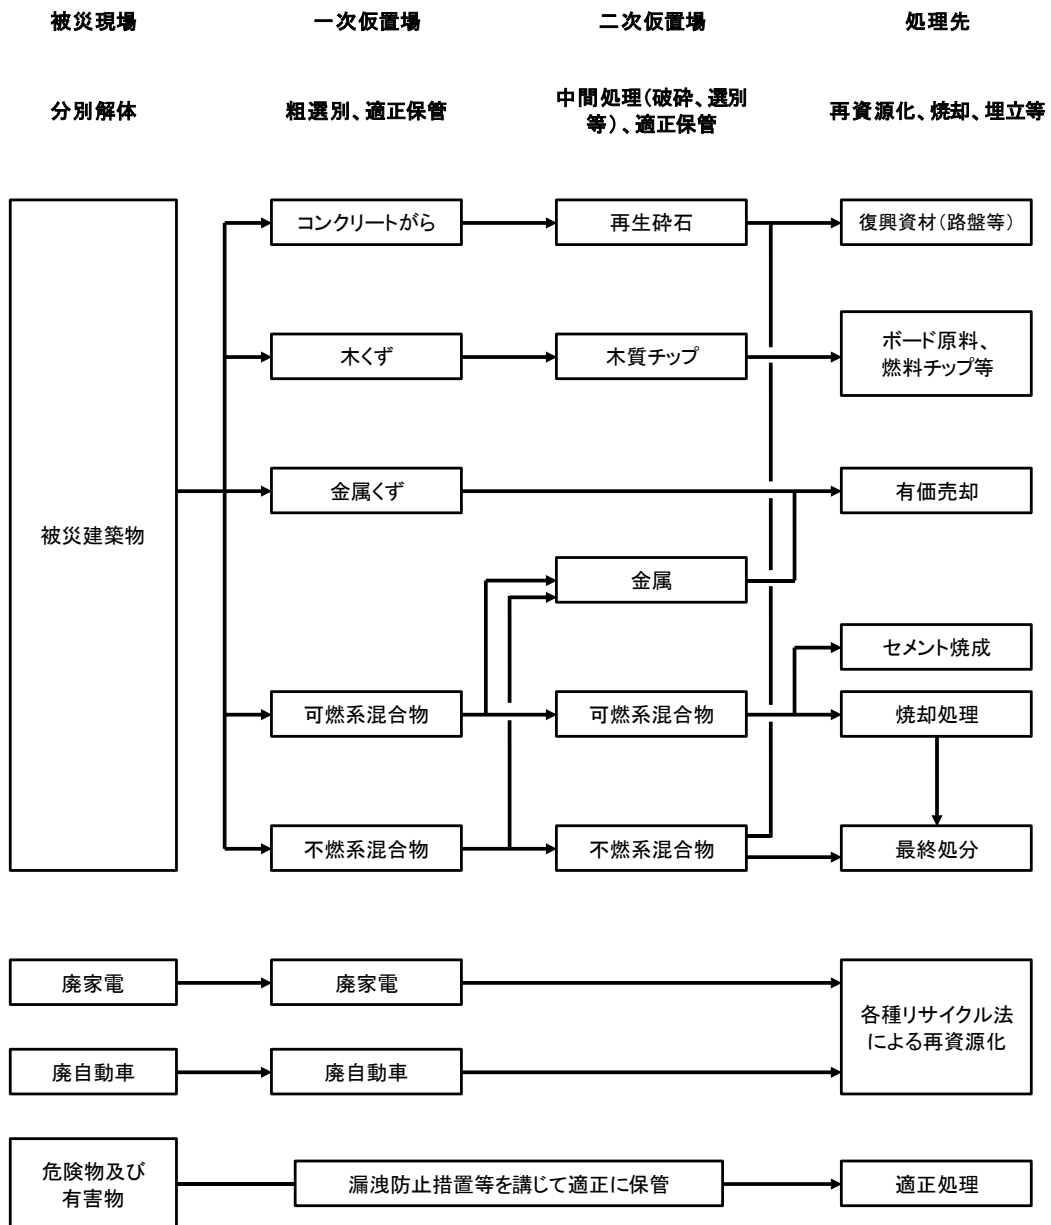 被災現場
一次仮置場
二次仮置場
処理先
分別解体
粗選別、適正保管
中間処理(破砕、選別
等)、適正保管
再資源化、焼却、埋立等
コンクリートがら
再生砕石
復興資材(路盤等)
木くず
木質チップ
ボード原料、
燃料チップ等
金属くず
有価売却
被災建築物
金属
セメント焼成
可燃系混合物
可燃系混合物
焼却処理
不燃系混合物
不燃系混合物
最終処分
廃家電
廃家電
各種リサイクル法
による再資源化
廃自動車
廃自動車
危険物及び
有害物
漏洩防止措置等を講じて適正に保管
適正処理